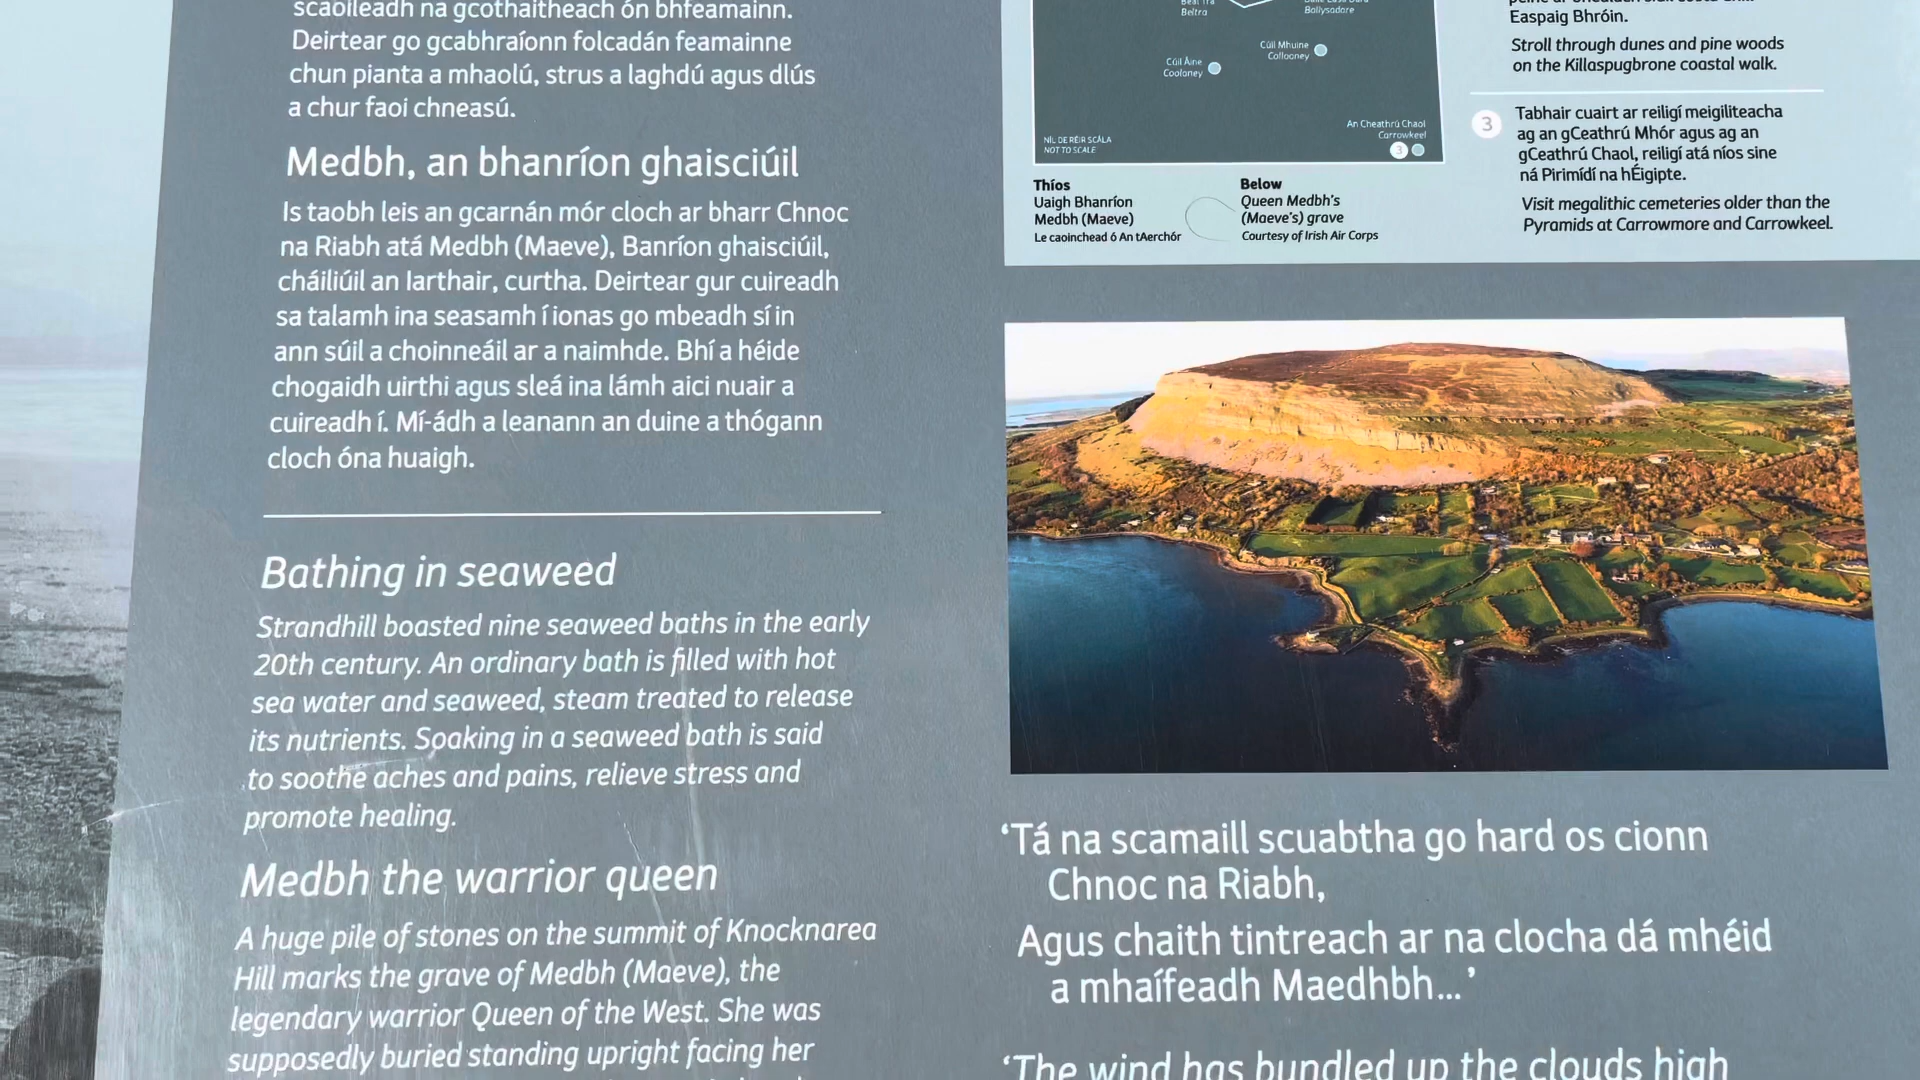 scaoileadh na gcothaitheach ón bhfeamainn.
Deirtear go gcabhraíonn folcadán feamainne
chun pianta a mhaolú, strus a laghdú agus dlús
a chur faoi chneasú.
Medbh, an bhanríon ghaisciúil
Is taobh leis an gcarnán mór cloch ar bharr Chnoc
na Riabh atá Medbh (Maeve), Banríon ghaisciúil,
cháiliúil an Iarthair, curtha. Deirtear gur cuireadh
sa talamh ina seasamh í ionas go mbeadh sí in
ann súil a choinneáil ar a naimhde. Bhí a héide
chogaidh uirthi agus sleá ina lámh aici nuair a
cuireadh í. Mí-ádh a leanann an duine a thógann
cloch óna huaigh.
Bathing in seaweed
Strandhill boasted nine seaweed baths in the early
20th century. An ordinary bath is filled with hot
sea water and seaweed, steam treated to release
its nutrients. Soaking in a seaweed bath is said
to soothe aches and pains, relieve stress and
promote healing.
Medbh the warrior queen
A huge pile of stones on the summit of Knocknarea
Hill marks the grave of Medbh (Maeve), the
legendary warrior Queen of the West. She was
supposedly buried standing upright facing her
Beltra
Ballysadare
Cúil Mhuine
Collooney
Cúil Áine
Coolaney
An Cheathrú Chaol
Carrowkeel
3
NÍL DE RÉIR SCÁLA
NOT TO SCALE
Thíos
Uaigh Bhanríon
Medbh (Maeve)
Le caoinchead ó An tAerchór
Below
Queen Medbh's
(Maeve's) grave
Courtesy of Irish Air Corps
Easpaig Bhróin.
Stroll through dunes and pine woods
on the Killaspugbrone coastal walk.
3
Tabhair cuairt ar reiligí meigiliteacha
ag an gCeathrú Mhór agus ag an
gCeathrú Chaol, reiligí atá níos sine
ná Pirimídí na hÉigipte.
Visit megalithic cemeteries older than the
Pyramids at Carrowmore and Carrowkeel.
‘Tá na scamaill scuabtha go hard os cionn
Chnoc na Riabh,
Agus chaith tintreach ar na clocha dá mhéid
a mhaífeadh Maedhbh...’
‘The wind has bundled up the clouds high